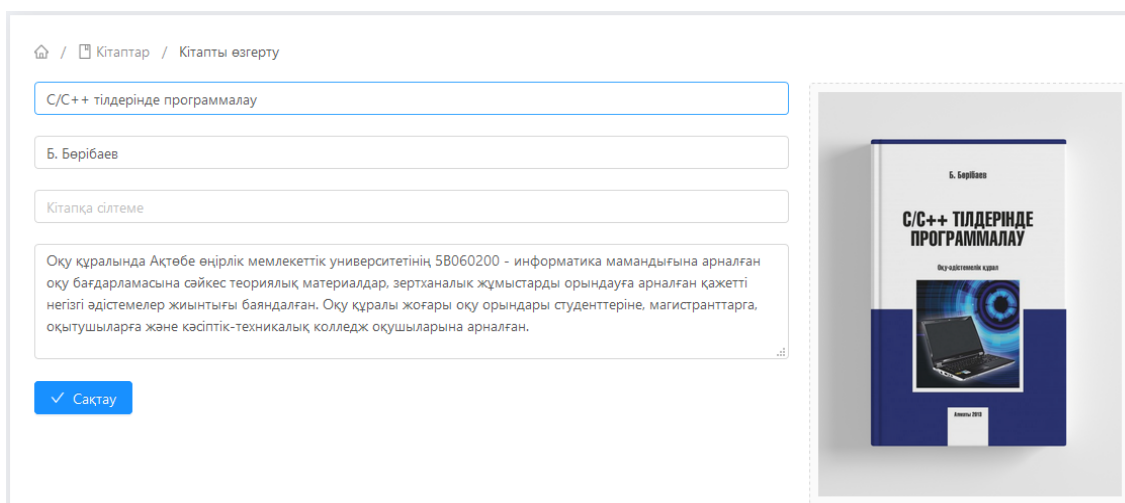 / Кітаптар / Кітапты өзгерту
C/C++ тілдерінде программалау
Б. Бөрібаев
Кітапқа сілтеме
Оқу құралында Ақтөбе өңірлік мемлекеттік университетінің 5В060200 - информатика мамандығына арналған
оқу бағдарламасына сәйкес теориялық материалдар, зертханалық жұмыстарды орындауға арналған қажетті
негізгі әдістемелер жиынтығы баяндалған. Оқу құралы жоғары оқу орындары студенттеріне, магистранттарға,
оқытушыларға және кәсіптік-техникалық колледж оқушыларына арналған.
Сақтау
Б. Бөрібаев
С/С++ ТІЛДЕРІНДЕ
ПРОГРАММАЛАУ
Оқу-әдістемелік құрал
Алматы 2018